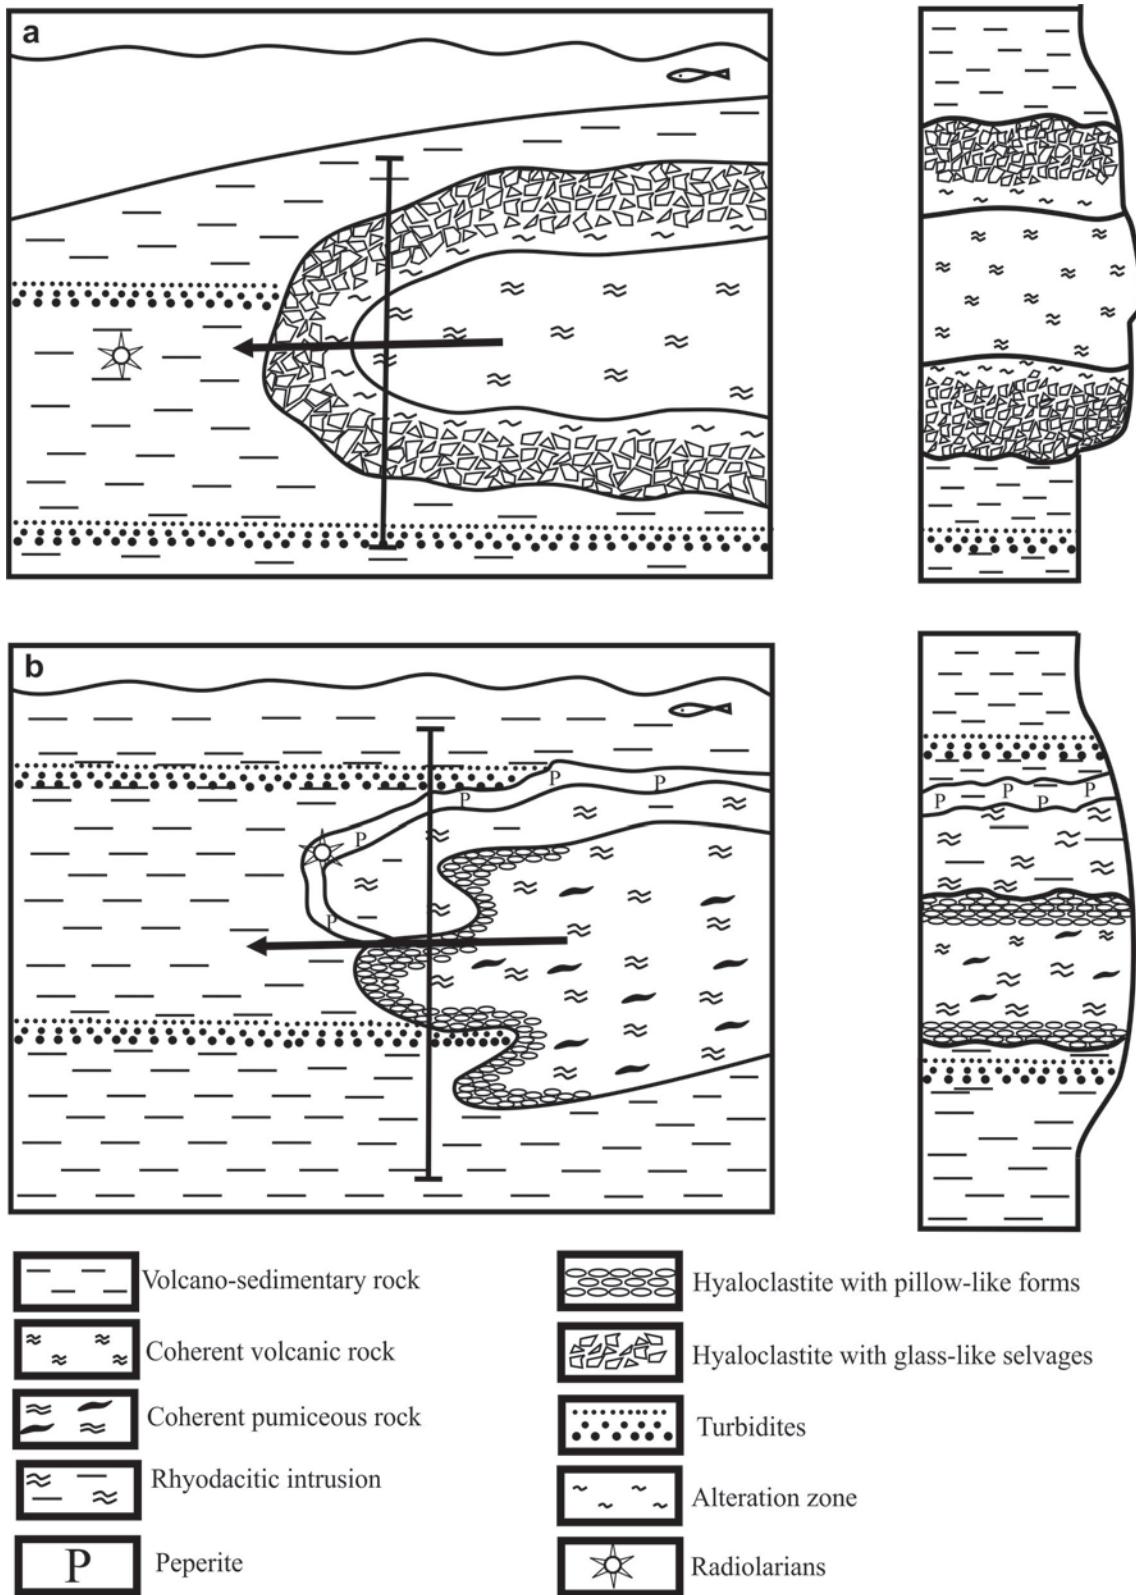 a
b
P
P
P
P
P
P
P
P
P
Volcano-sedimentary rock
Coherent volcanic rock
Coherent pumiceous rock
Rhyodacitic intrusion
P
Peperite
Hyaloclastite with pillow-like forms
Hyaloclastite with glass-like selvages
Turbidites
Alteration zone
Radiolarians